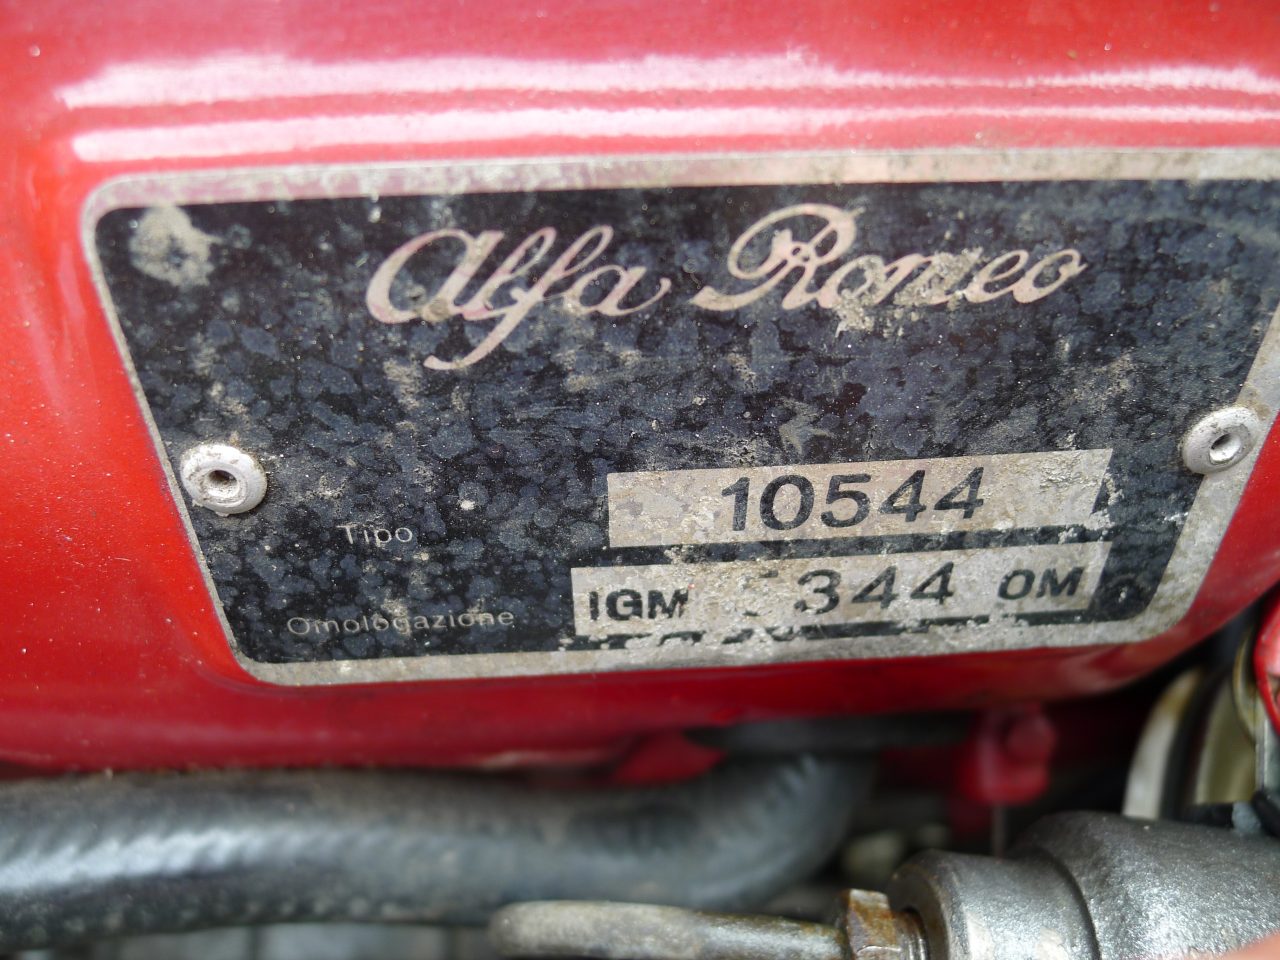 Alfa Romeo
Tipo 10544
Omologazione IGM 344 OM